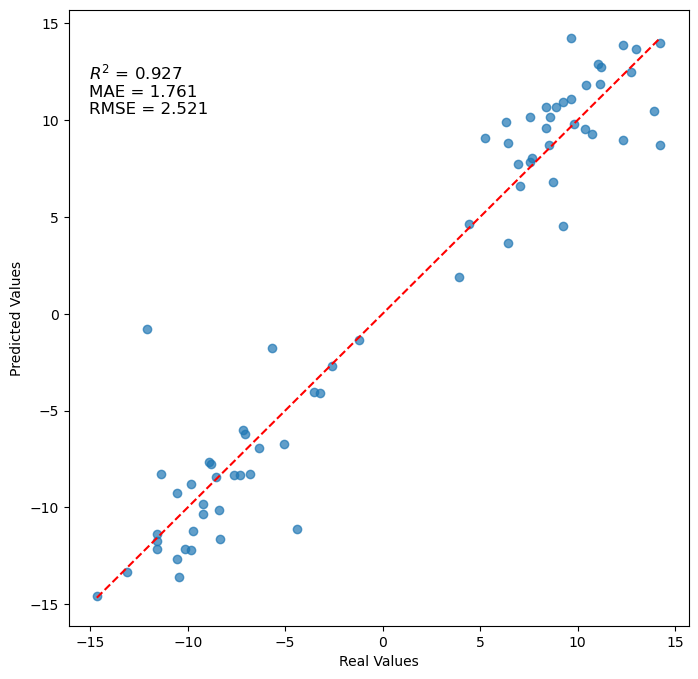 15
10
5
0
−5
−10
−15
R² = 0.927
MAE = 1.761
RMSE = 2.521
Predicted Values
−15 −10 −5 0 5 10 15
Real Values